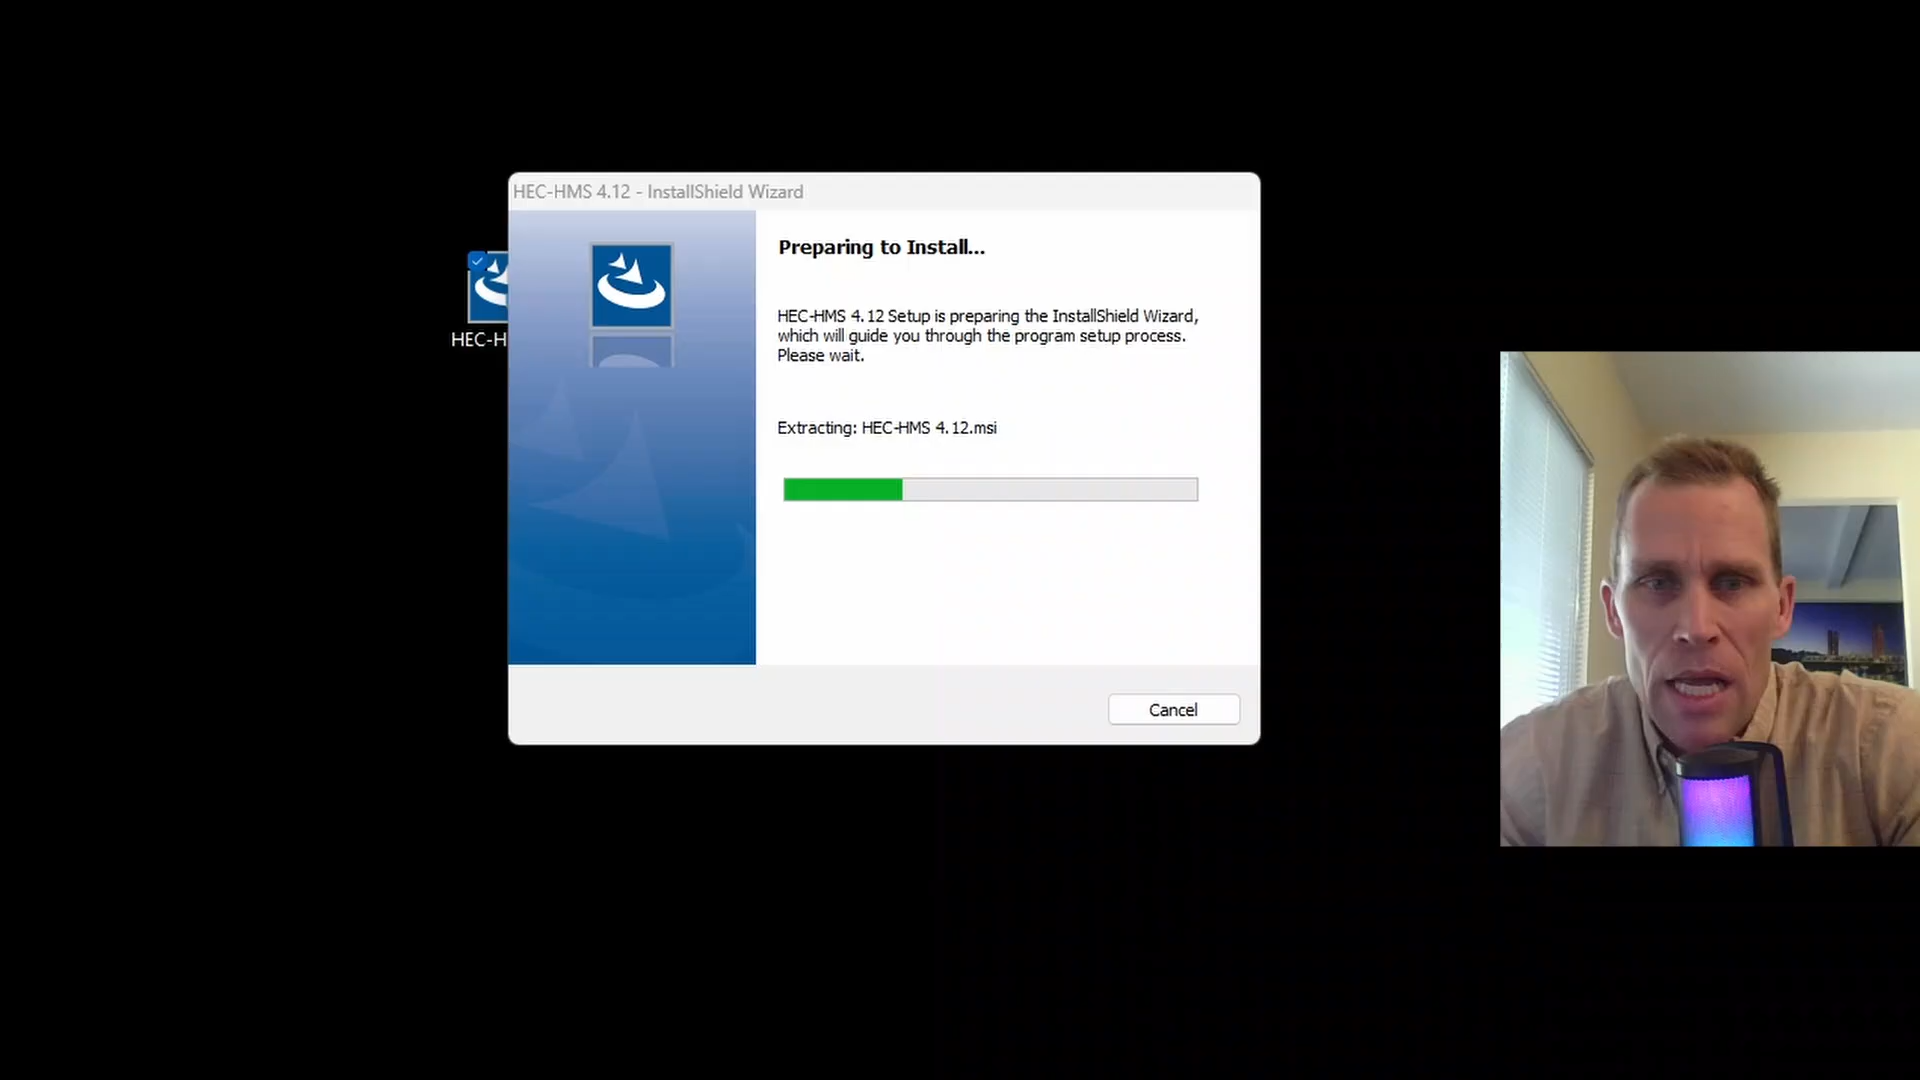 HEC-HMS 4.12 - InstallShield Wizard
Preparing to Install...
HEC-HMS 4.12 Setup is preparing the InstallShield Wizard,
which will guide you through the program setup process.
Please wait.
Extracting: HEC-HMS 4.12.msi
Cancel
HEC-H